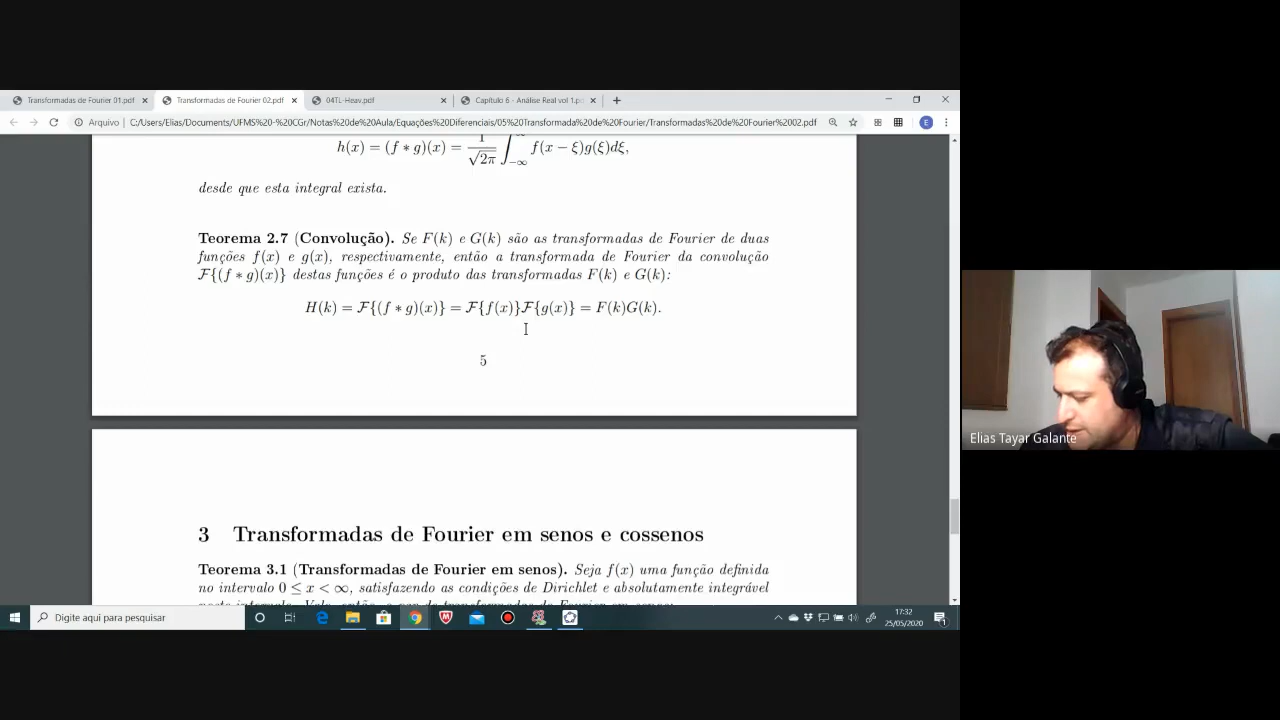 Transformadas de Fourier 01.pdf
Transformadas de Fourier 02.pdf
04TL-Heav.pdf
Capítulo 6 - Análise Real vol 1.pd
Arquivo
C:/Users/Elias/Documents/UFMS%20-%20CGr/Notas%20de%20Aula/Equações%20Diferenciais/05%20Transformada%20de%20Fourier/Transformadas%20de%20Fourier%2002.pdf
E
h(x) = (f ∗ g)(x) = 1/√2π ∫_{−∞}^{∞} f(x − ξ)g(ξ)dξ,
desde que esta integral exista.
Teorema 2.7 (Convolução). Se F(k) e G(k) são as transformadas de Fourier de duas
funções f(x) e g(x), respectivamente, então a transformada de Fourier da convolução
ℱ{(f ∗ g)(x)} destas funções é o produto das transformadas F(k) e G(k):
H(k) = ℱ{(f ∗ g)(x)} = ℱ{f(x)}ℱ{g(x)} = F(k)G(k).
5
3 Transformadas de Fourier em senos e cossenos
Teorema 3.1 (Transformadas de Fourier em senos). Seja f(x) uma função definida
no intervalo 0 ≤ x < ∞, satisfazendo as condições de Dirichlet e absolutamente integrável
Elias Tayar Galante
Digite aqui para pesquisar
17:32
25/05/2020